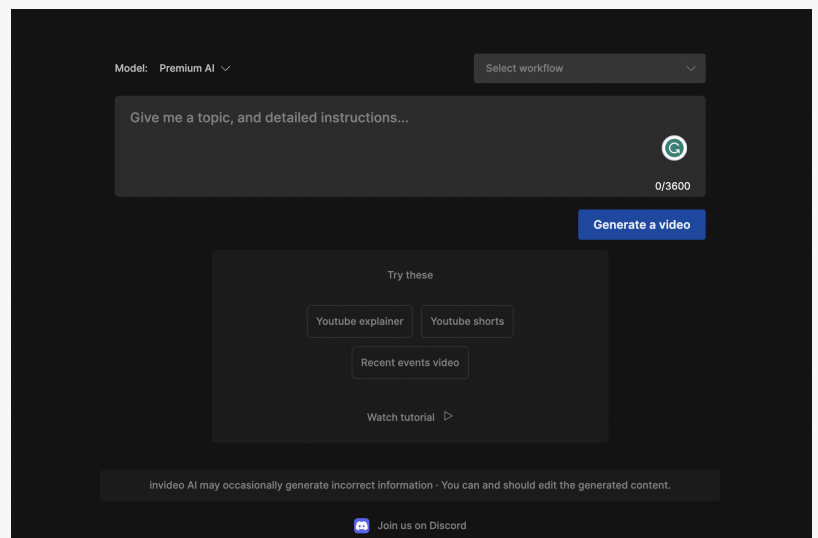 Model: Premium AI
Select workflow
Give me a topic, and detailed instructions...
0/3600
Generate a video
Try these
Youtube explainer
Youtube shorts
Recent events video
Watch tutorial
invideo AI may occasionally generate incorrect information · You can and should edit the generated content.
Join us on Discord